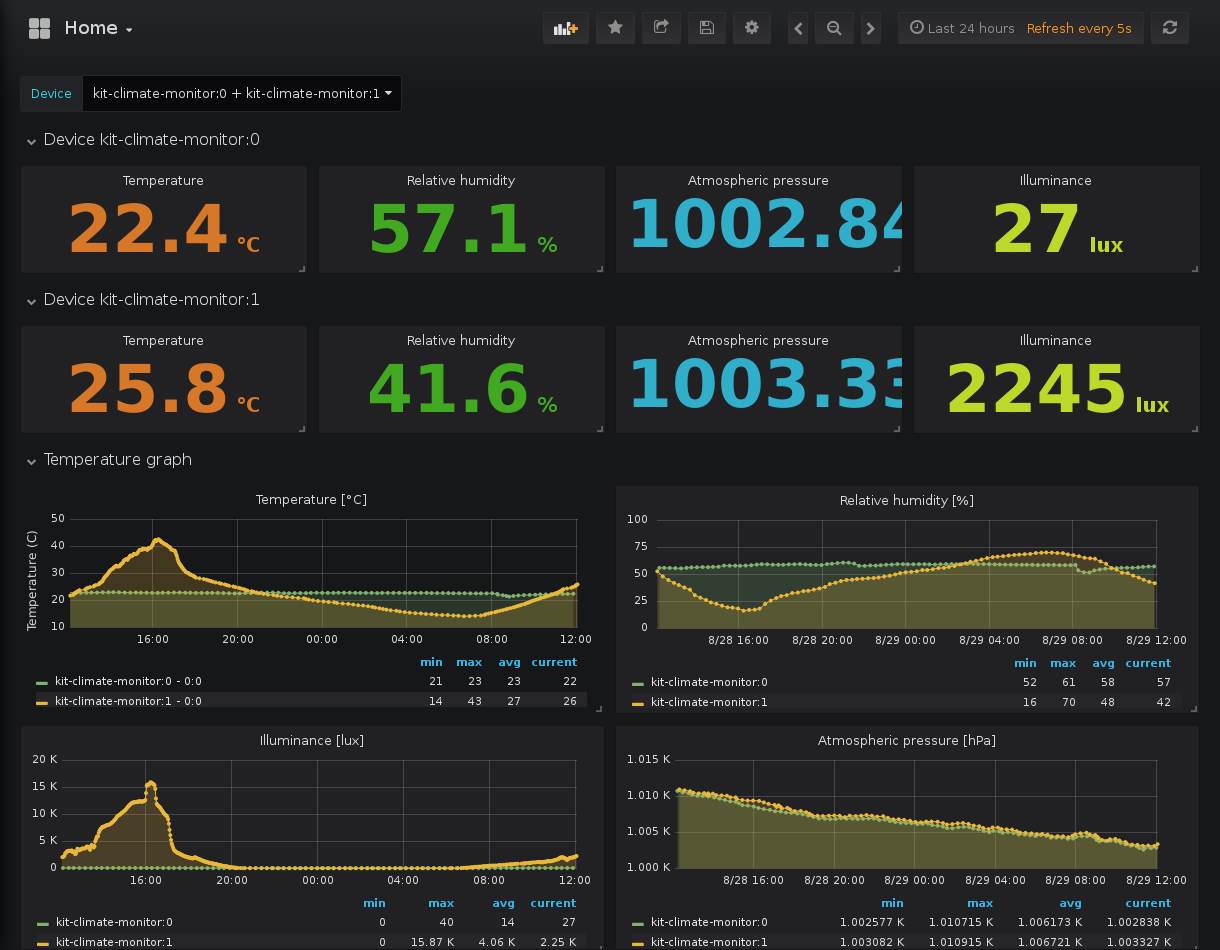 Home
Last 24 hours Refresh every 5s
Device kit-climate-monitor:0 + kit-climate-monitor:1
Device kit-climate-monitor:0
Temperature Relative humidity Atmospheric pressure Illuminance
22.4 °C 57.1 % 1002.84 27 lux
Device kit-climate-monitor:1
Temperature Relative humidity Atmospheric pressure Illuminance
25.8 °C 41.6 % 1003.33 2245 lux
Temperature graph
Temperature [°C]
Temperature (C)
50
40
30
20
10
16:00 20:00 00:00 04:00 08:00 12:00
min max avg current
kit-climate-monitor:0 - 0:0 21 23 23 22
kit-climate-monitor:1 - 0:0 14 43 27 26
Relative humidity [%]
100
75
50
25
0
8/28 16:00 8/28 20:00 8/29 00:00 8/29 04:00 8/29 08:00 8/29 12:00
min max avg current
kit-climate-monitor:0 52 61 58 57
kit-climate-monitor:1 16 70 48 42
Illuminance [lux]
20 K
15 K
10 K
5 K
0
16:00 20:00 00:00 04:00 08:00 12:00
min max avg current
kit-climate-monitor:0 0 40 14 27
kit-climate-monitor:1 0 15.87 K 4.06 K 2.25 K
Atmospheric pressure [hPa]
1.015 K
1.010 K
1.005 K
1.000 K
8/28 16:00 8/28 20:00 8/29 00:00 8/29 04:00 8/29 08:00 8/29 12:00
min max avg current
kit-climate-monitor:0 1.002577 K 1.010715 K 1.006173 K 1.002838 K
kit-climate-monitor:1 1.003082 K 1.010915 K 1.006721 K 1.003327 K